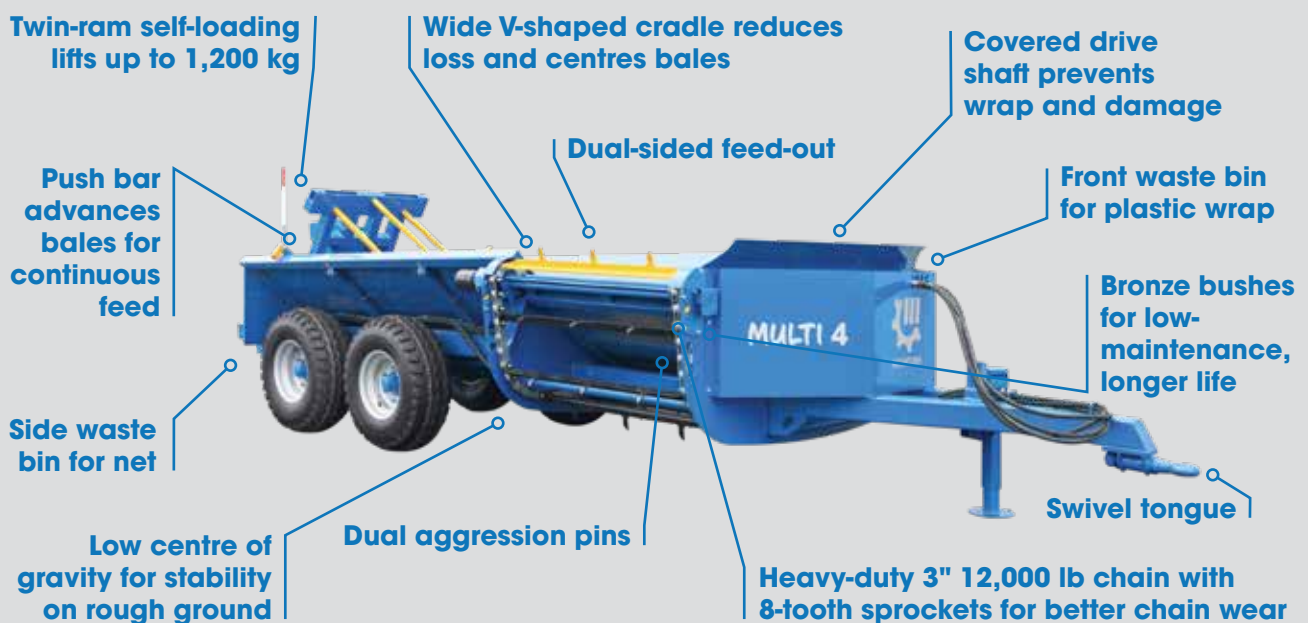 Twin-ram self-loading
lifts up to 1,200 kg
Wide V-shaped cradle reduces
loss and centres bales
Covered drive
shaft prevents
wrap and damage
Dual-sided feed-out
Push bar
advances
bales for
continuous
feed
Front waste bin
for plastic wrap
Bronze bushes
for low-
maintenance,
longer life
MULTI 4
Side waste
bin for net
Swivel tongue
Dual aggression pins
Low centre of
gravity for stability
on rough ground
Heavy-duty 3" 12,000 lb chain with
8-tooth sprockets for better chain wear